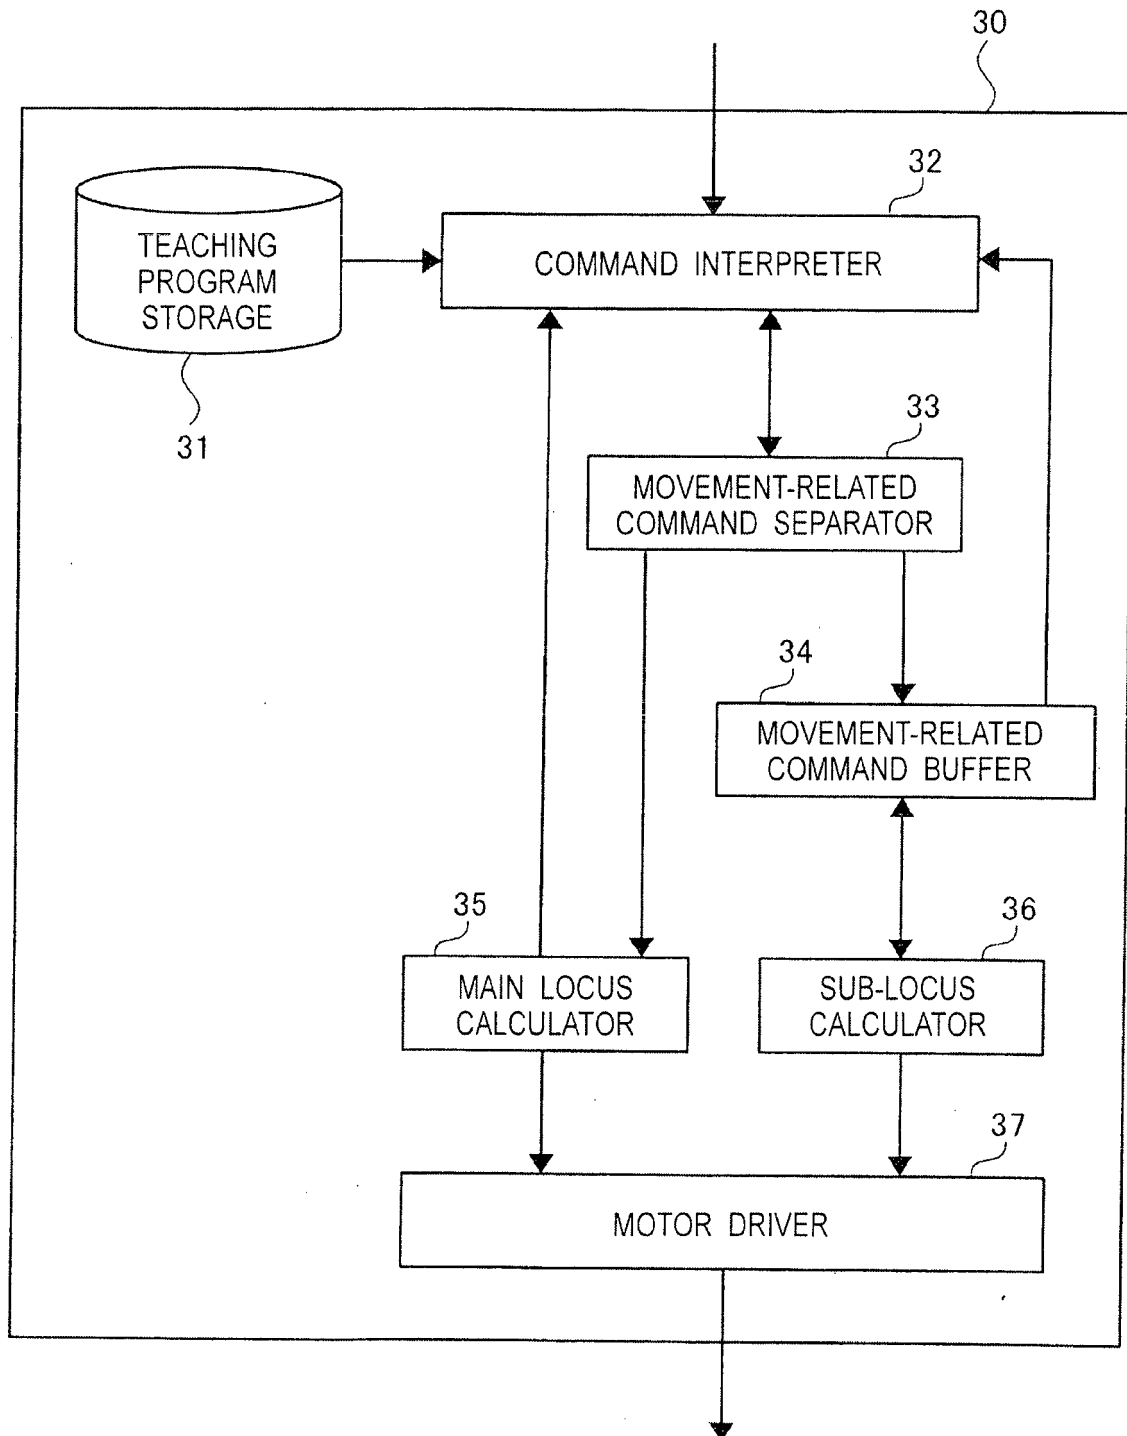 30
32
TEACHING
PROGRAM
STORAGE
31
COMMAND INTERPRETER
33
MOVEMENT-RELATED
COMMAND SEPARATOR
34
MOVEMENT-RELATED
COMMAND BUFFER
35
MAIN LOCUS
CALCULATOR
36
SUB-LOCUS
CALCULATOR
37
MOTOR DRIVER